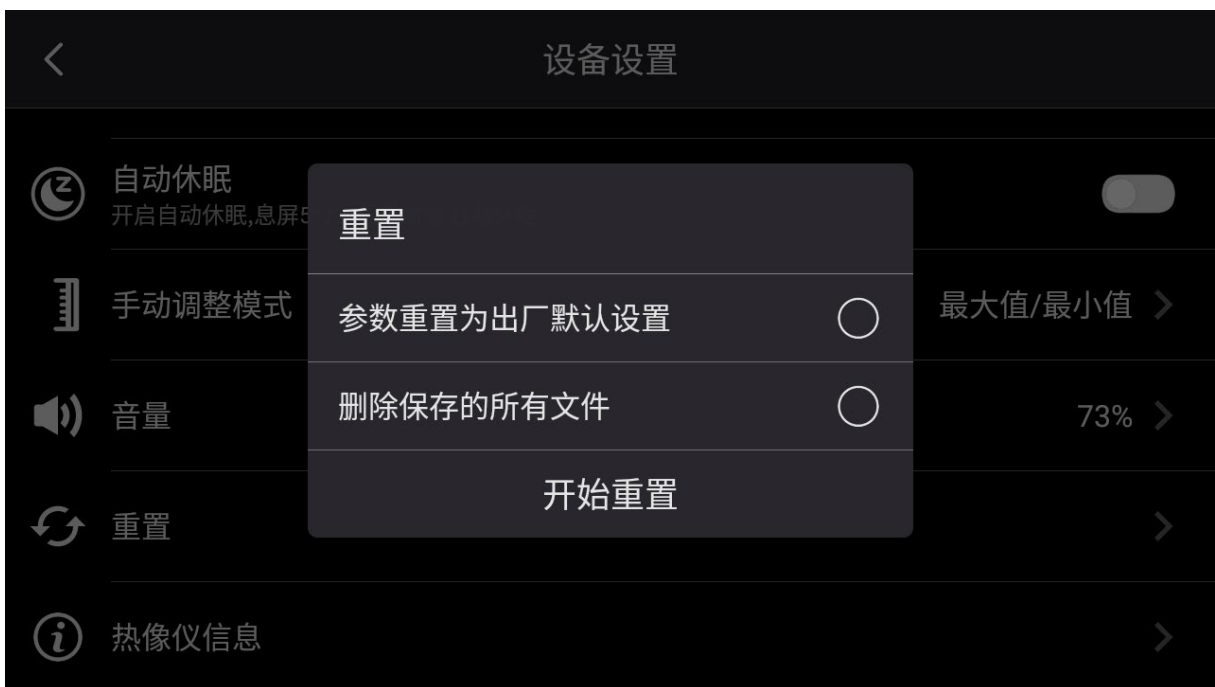 设备设置
自动休眠
开启自动休眠,息屏5
重置
参数重置为出厂默认设置
删除保存的所有文件
开始重置
手动调整模式
最大值/最小值
音量
73%
重置
热像仪信息